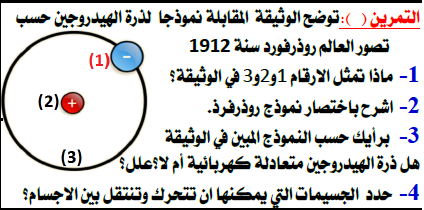 التمرين ( ): توضح الوثيقة المقابلة نموذجا لذرة الهيدروجين حسب
تصور العالم روذرفورد سنة 1912
1- ماذا تمثل الارقام 1و2و3 في الوثيقة؟
2- اشرح باختصار نموذج روذرفرذ.
3- برأيك حسب النموذج المبين في الوثيقة
هل ذرة الهيدروجين متعادلة كهربائية أم لا؟علل؟
4- حدد الجسيمات التي يمكنها ان تتحرك وتنتقل بين الاجسام؟
(1)
-
(2)
+
(3)